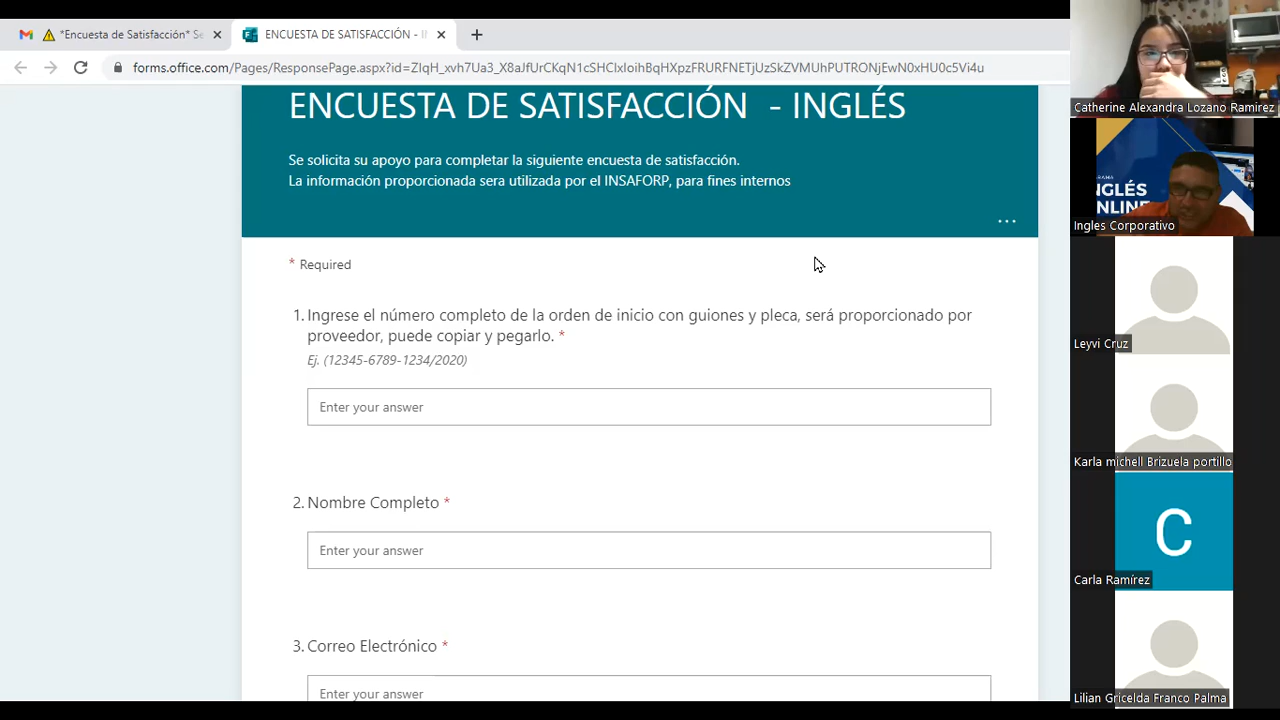 *Encuesta de Satisfacción* Se
ENCUESTA DE SATISFACCIÓN - I
forms.office.com/Pages/ResponsePage.aspx?id=ZIqH_xvh7Ua3_X8aJfUrCKqN1cSHCIxIoihBqHXpzFRURFNETjUzSkZVMUhPUTRONjEwN0xHU0c5Vi4u
ENCUESTA DE SATISFACCIÓN - INGLÉS
Se solicita su apoyo para completar la siguiente encuesta de satisfacción.
La información proporcionada sera utilizada por el INSAFORP, para fines internos
...
* Required
1. Ingrese el número completo de la orden de inicio con guiones y pleca, será proporcionado por
proveedor, puede copiar y pegarlo. *
Ej. (12345-6789-1234/2020)
Enter your answer
2. Nombre Completo *
Enter your answer
3. Correo Electrónico *
Enter your answer
Catherine Alexandra Lozano Ramirez
NGLÉS
NLINE
Ingles Corporativo
Leyvi Cruz
Karla michell Brizuela portillo
C
Carla Ramírez
Lilian Gricelda Franco Palma